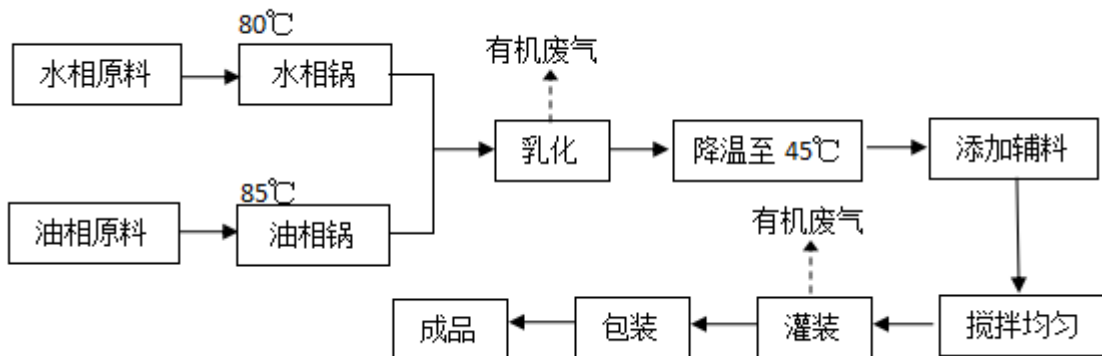 80℃
有机废气
水相原料
水相锅
乳化
降温至 45℃
添加辅料
85℃
油相原料
油相锅
有机废气
成品
包装
灌装
搅拌均匀